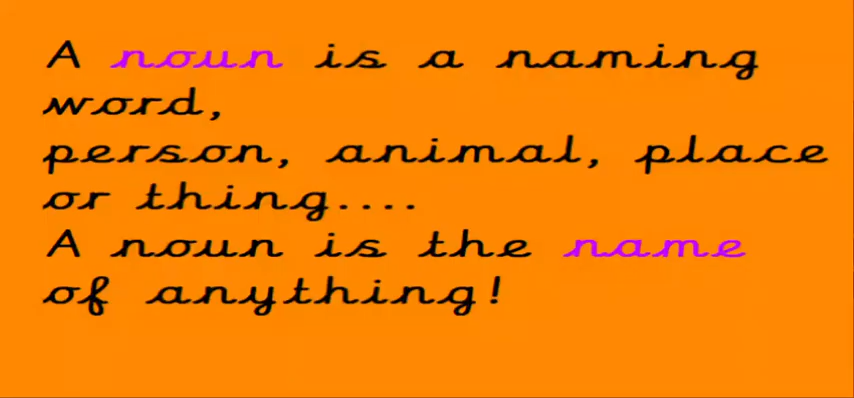 A noun is a naming
word,
person, animal, place
or thing....
A noun is the name
of anything!